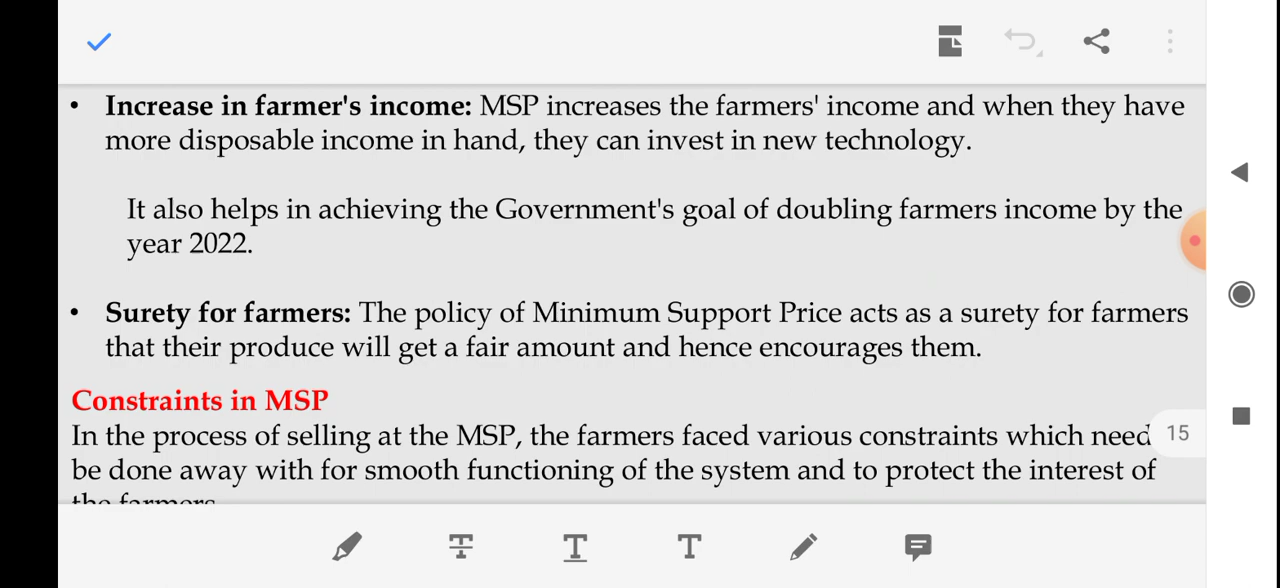 • Increase in farmer's income: MSP increases the farmers' income and when they have
more disposable income in hand, they can invest in new technology.
It also helps in achieving the Government's goal of doubling farmers income by the
year 2022.
• Surety for farmers: The policy of Minimum Support Price acts as a surety for farmers
that their produce will get a fair amount and hence encourages them.
Constraints in MSP
In the process of selling at the MSP, the farmers faced various constraints which need
15
be done away with for smooth functioning of the system and to protect the interest of
the farmers